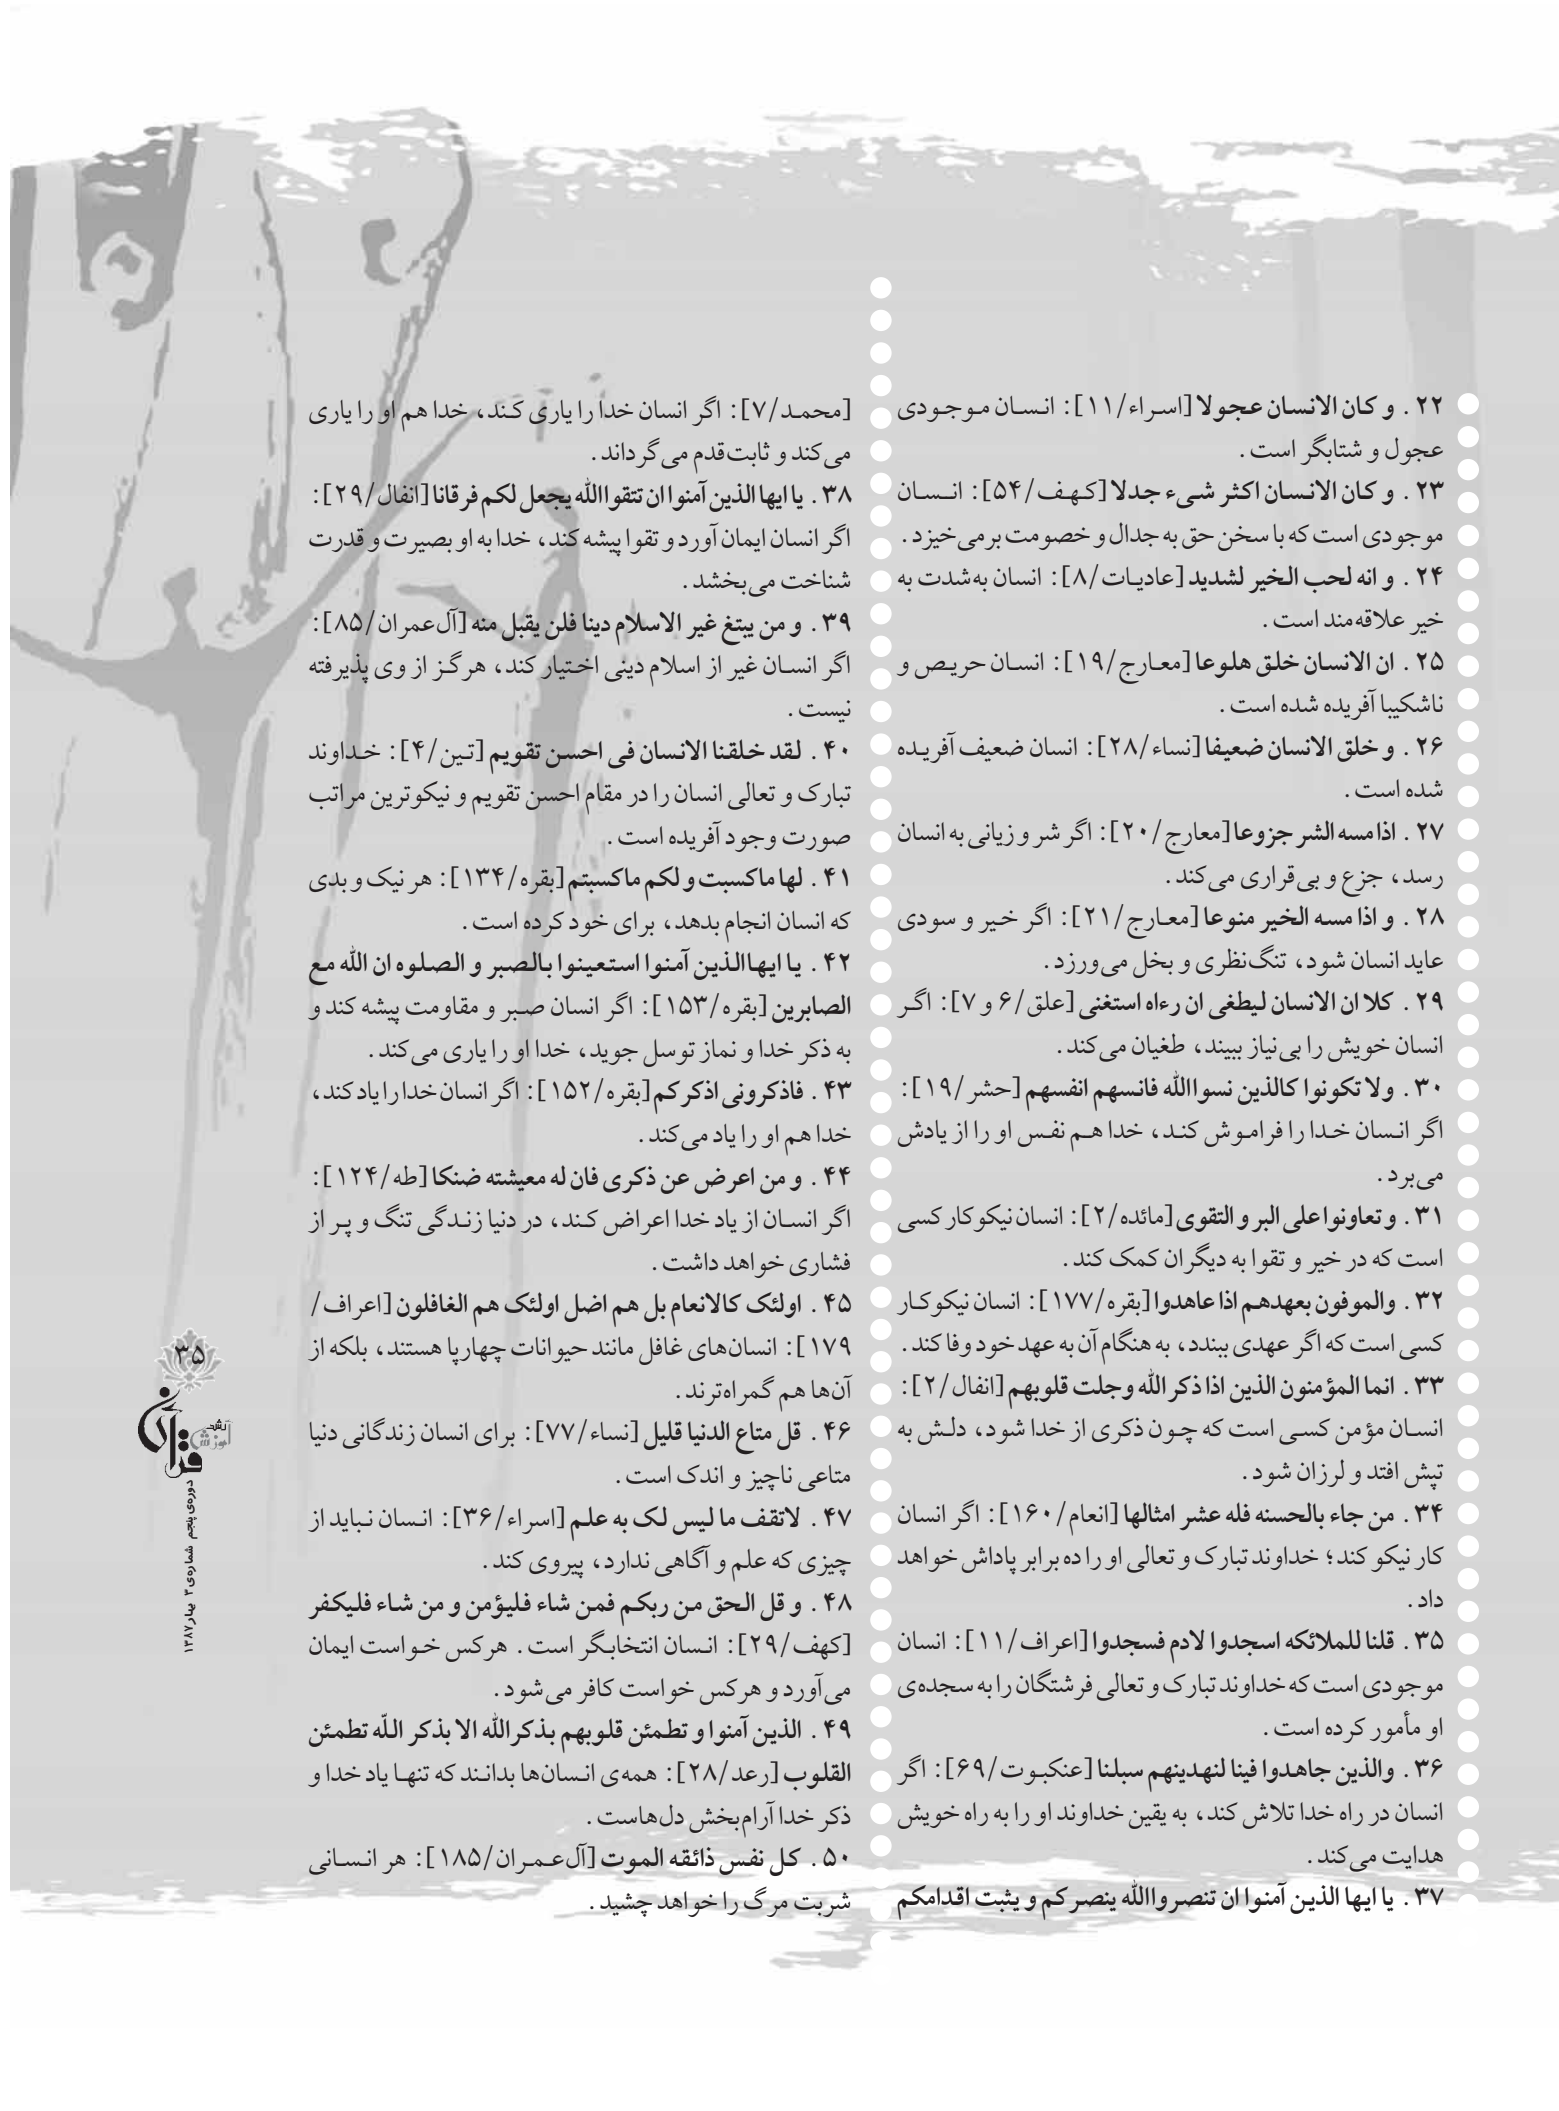 ۲۲. و کان الانسان عجولا [اسراء/۱۱]: انسان موجودی
عجول و شتابگر است.
۲۳. و کان الانسان اکثر شیء جدلا [کهف/۵۴]: انسان
موجودی است که با سخن حق به جدال و خصومت برمی‌خیزد.
۲۴. و انه لحب الخیر لشدید [عادیات/۸]: انسان به‌شدت به
خیر علاقه‌مند است.
۲۵. ان الانسان خلق هلوعا [معارج/۱۹]: انسان حریص و
ناشکیبا آفریده شده است.
۲۶. و خلق الانسان ضعیفا [نساء/۲۸]: انسان ضعیف آفریده
شده است.
۲۷. اذا مسه الشر جزوعا [معارج/۲۰]: اگر شر و زیانی به انسان
رسد، جزع و بی‌قراری می‌کند.
۲۸. و اذا مسه الخیر منوعا [معارج/۲۱]: اگر خیر و سودی
عاید انسان شود، تنگ‌نظری و بخل می‌ورزد.
۲۹. کلا ان الانسان لیطغی ان رءاه استغنی [علق/۶ و ۷]: اگر
انسان خویش را بی‌نیاز ببیند، طغیان می‌کند.
۳۰. ولا تکونوا کالذین نسوا الله فانسهم انفسهم [حشر/۱۹]:
اگر انسان خدا را فراموش کند، خدا هم نفس او را از یادش
می‌برد.
۳۱. و تعاونوا علی البر و التقوی [مائده/۲]: انسان نیکوکار کسی
است که در خیر و تقوا به دیگران کمک کند.
۳۲. والموفون بعهدهم اذا عاهدوا [بقره/۱۷۷]: انسان نیکوکار
کسی است که اگر عهدی ببندد، به هنگام آن به عهد خود وفا کند.
۳۳. انما المؤمنون الذین اذا ذکر الله وجلت قلوبهم [انفال/۲]:
انسان مؤمن کسی است که چون ذکری از خدا شود، دلش به
تپش افتد و لرزان شود.
۳۴. من جاء بالحسنه فله عشر امثالها [انعام/۱۶۰]: اگر انسان
کار نیکو کند؛ خداوند تبارک و تعالی او را ده برابر پاداش خواهد
داد.
۳۵. قلنا للملائکه اسجدوا لادم فسجدوا [اعراف/۱۱]: انسان
موجودی است که خداوند تبارک و تعالی فرشتگان را به سجده‌ی
او مأمور کرده است.
۳۶. والذین جاهدوا فینا لنهدینهم سبلنا [عنکبوت/۶۹]: اگر
انسان در راه خدا تلاش کند، به یقین خداوند او را به راه خویش
هدایت می‌کند.
۳۷. یا ایها الذین آمنوا ان تنصروا الله ینصرکم و یثبت اقدامکم
[محمد/۷]: اگر انسان خدا را یاری کند، خدا هم او را یاری
می‌کند و ثابت‌قدم می‌گرداند.
۳۸. یا ایها الذین آمنوا ان تتقوا الله یجعل لکم فرقانا [انفال/۲۹]:
اگر انسان ایمان آورد و تقوا پیشه کند، خدا به او بصیرت و قدرت
شناخت می‌بخشد.
۳۹. و من یبتغ غیر الاسلام دینا فلن یقبل منه [آل‌عمران/۸۵]:
اگر انسان غیر از اسلام دینی اختیار کند، هرگز از وی پذیرفته
نیست.
۴۰. لقد خلقنا الانسان فی احسن تقویم [تین/۴]: خداوند
تبارک و تعالی انسان را در مقام احسن تقویم و نیکوترین مراتب
صورت وجود آفریده است.
۴۱. لها ماکسبت و لکم ماکسبتم [بقره/۱۳۴]: هر نیک و بدی
که انسان انجام بدهد، برای خود کرده است.
۴۲. یا ایها الذین آمنوا استعینوا بالصبر و الصلوه ان الله مع
الصابرین [بقره/۱۵۳]: اگر انسان صبر و مقاومت پیشه کند و
به ذکر خدا و نماز توسل جوید، خدا او را یاری می‌کند.
۴۳. فاذکرونی اذکرکم [بقره/۱۵۲]: اگر انسان خدا را یاد کند،
خدا هم او را یاد می‌کند.
۴۴. و من اعرض عن ذکری فان له معیشته ضنکا [طه/۱۲۴]:
اگر انسان از یاد خدا اعراض کند، در دنیا زندگی تنگ و پر از
فشاری خواهد داشت.
۴۵. اولئک کالانعام بل هم اضل اولئک هم الغافلون [اعراف/
۱۷۹]: انسان‌های غافل مانند حیوانات چهارپا هستند، بلکه از
آن‌ها هم گمراه‌ترند.
۴۶. قل متاع الدنیا قلیل [نساء/۷۷]: برای انسان زندگانی دنیا
متاعی ناچیز و اندک است.
۴۷. لاتقف ما لیس لک به علم [اسراء/۳۶]: انسان نباید از
چیزی که علم و آگاهی ندارد، پیروی کند.
۴۸. و قل الحق من ربکم فمن شاء فلیؤمن و من شاء فلیکفر
[کهف/۲۹]: انسان انتخابگر است. هرکس خواست ایمان
می‌آورد و هرکس خواست کافر می‌شود.
۴۹. الذین آمنوا و تطمئن قلوبهم بذکر الله الا بذکر اللّه تطمئن
القلوب [رعد/۲۸]: همه‌ی انسان‌ها بدانند که تنها یاد خدا و
ذکر خدا آرام‌بخش دل‌هاست.
۵۰. کل نفس ذائقه الموت [آل‌عمران/۱۸۵]: هر انسانی
شربت مرگ را خواهد چشید.
۳۵
رشد
آموزش
قرآن
دوره‌ی پنجم شماره‌ی ۳ بهار ۱۳۸۷